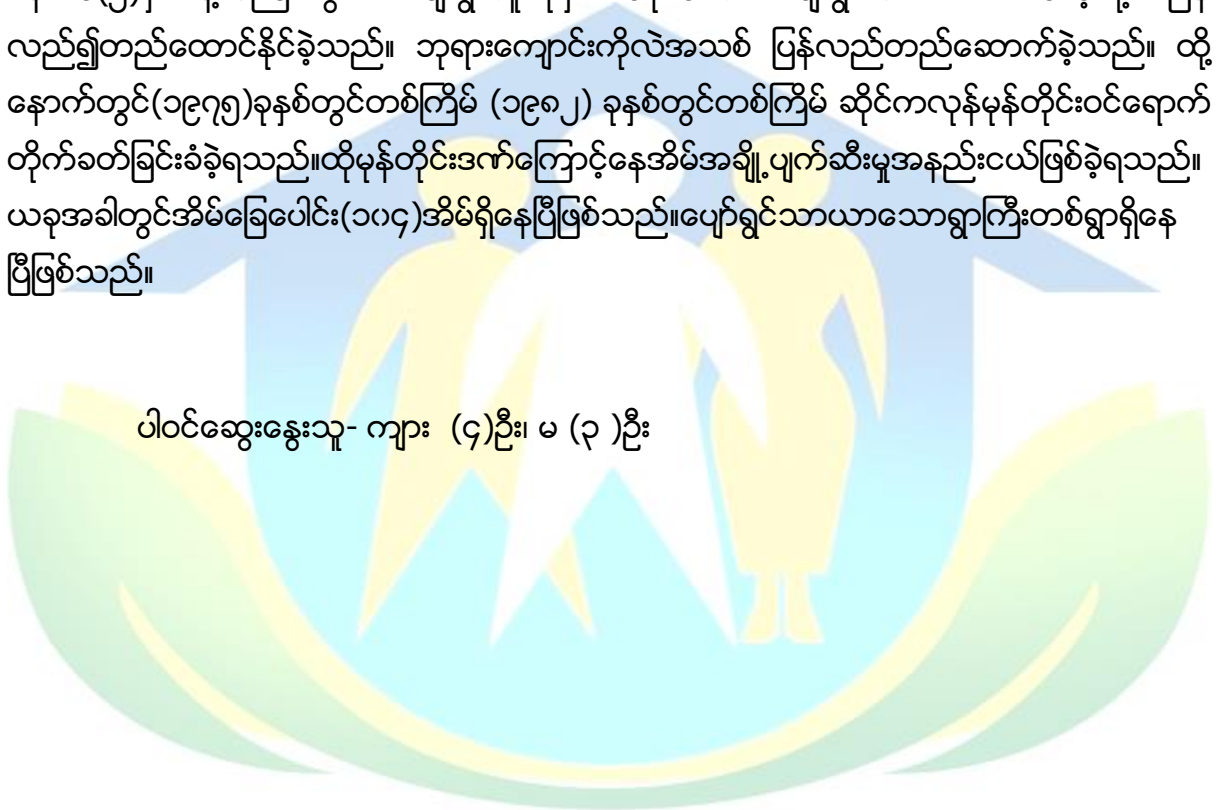 လည်၍တည်ထောင်နိုင်ခဲ့သည်။ ဘုရားကျောင်းကိုလဲအသစ် ပြန်လည်တည်ဆောက်ခဲ့သည်။ ထို့
နောက်တွင်(၁၉၇၅)ခုနှစ်တွင်တစ်ကြိမ် (၁၉၈၂) ခုနှစ်တွင်တစ်ကြိမ် ဆိုင်ကလုန်မုန်တိုင်းဝင်ရောက်
တိုက်ခတ်ခြင်းခံခဲ့ရသည်။ထိုမုန်တိုင်းဒဏ်ကြောင့်နေအိမ်အချို့ပျက်ဆီးမှုအနည်းငယ်ဖြစ်ခဲ့ရသည်။
ယခုအခါတွင်အိမ်ခြေပေါင်း(၁၀၄)အိမ်ရှိနေပြီဖြစ်သည်။ပျော်ရွှင်သာယာသောရွာကြီးတစ်ရွာရှိနေ
ပြီဖြစ်သည်။
ပါဝင်ဆွေးနွေးသူ- ကျား (၄)ဦး၊ မ (၃ )ဦး